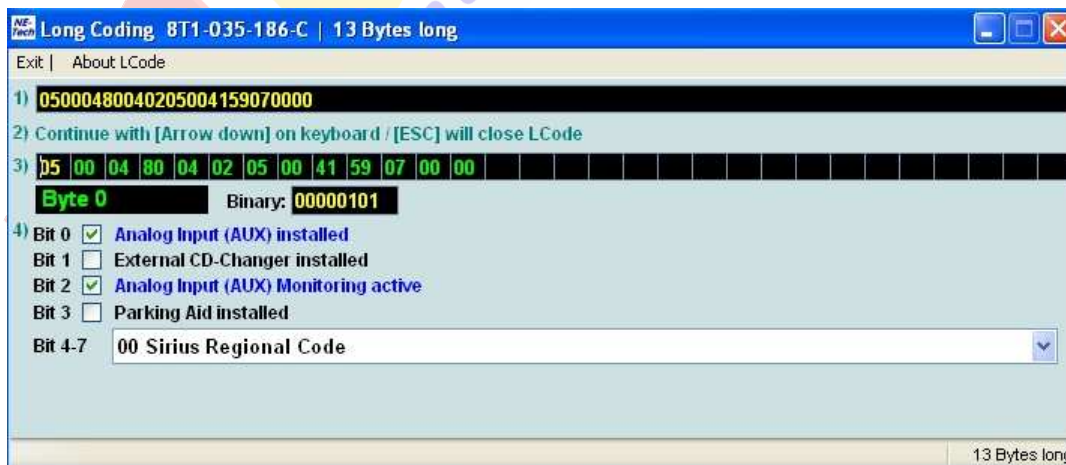 NE-Tech Long Coding 8T1-035-186-C | 13 Bytes long
Exit | About LCode
1) 05000480040205004159070000
2) Continue with [Arrow down] on keyboard / [ESC] will close LCode
3) 05 00 04 80 04 02 05 00 41 59 07 00 00
Byte 0 Binary: 00000101
4) Bit 0 Analog Input (AUX) installed
Bit 1 External CD-Changer installed
Bit 2 Analog Input (AUX) Monitoring active
Bit 3 Parking Aid installed
Bit 4-7 00 Sirius Regional Code
13 Bytes long